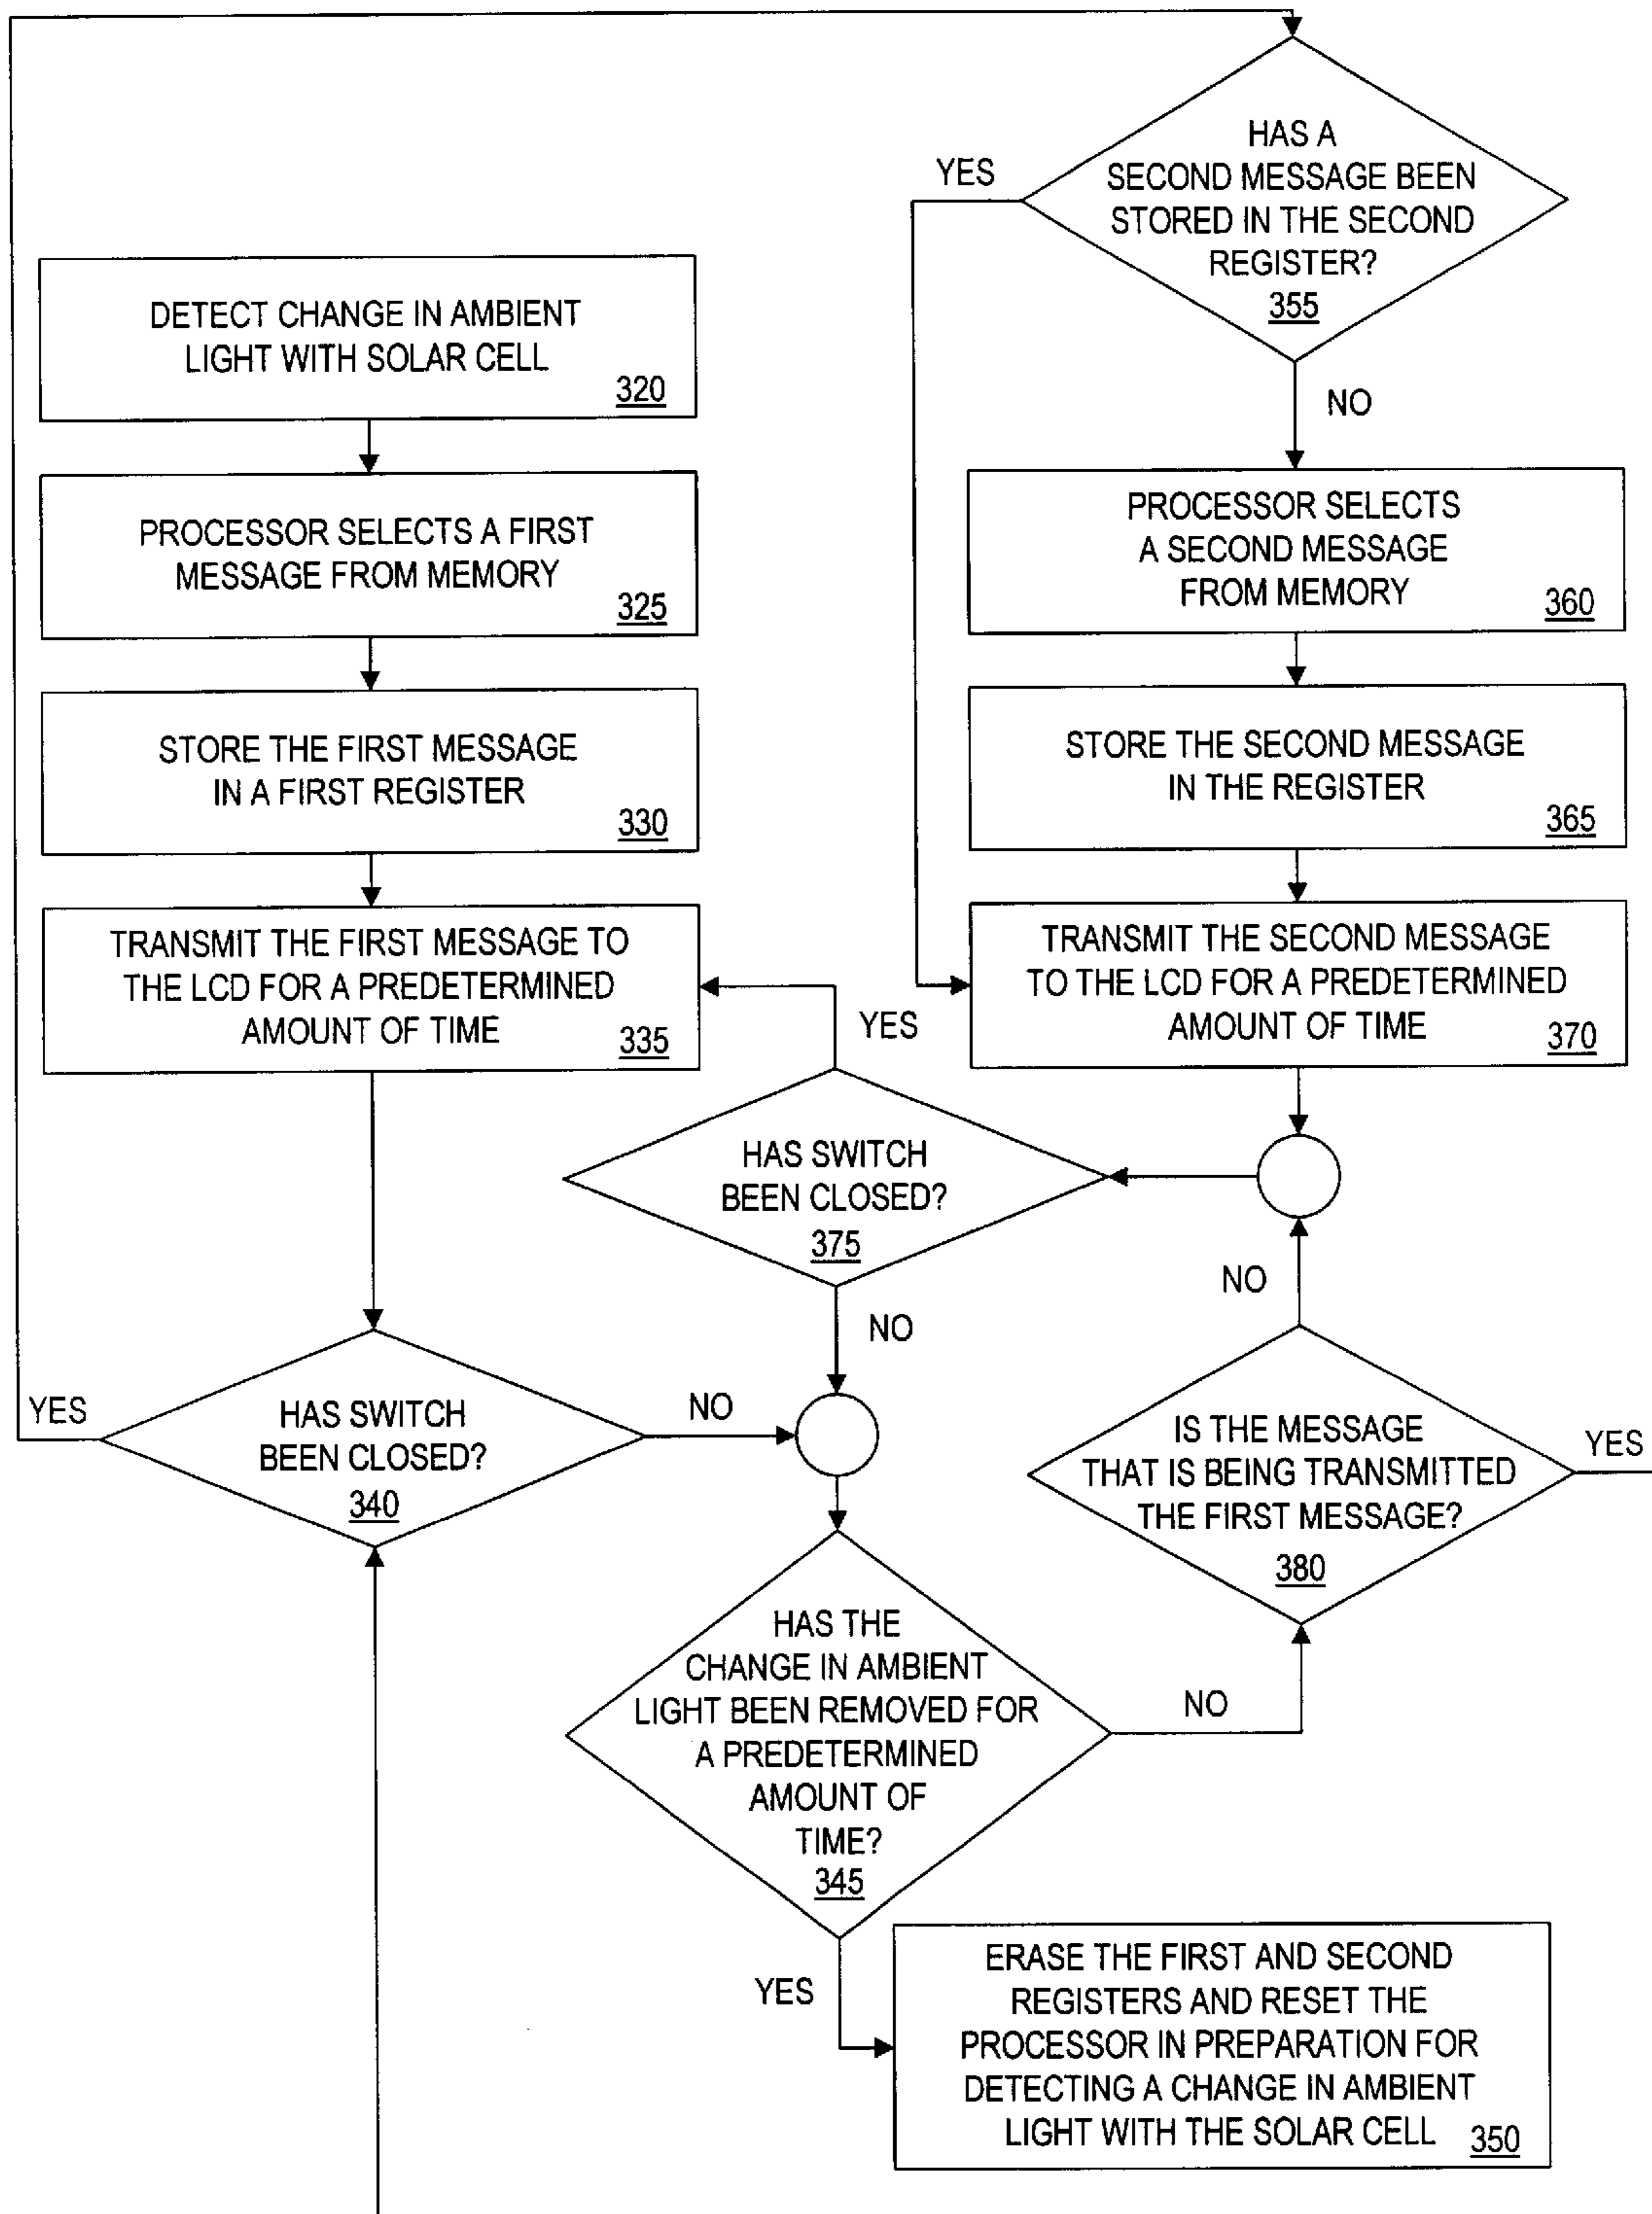 DETECT CHANGE IN AMBIENT
LIGHT WITH SOLAR CELL
320
PROCESSOR SELECTS A FIRST
MESSAGE FROM MEMORY
325
STORE THE FIRST MESSAGE
IN A FIRST REGISTER
330
TRANSMIT THE FIRST MESSAGE TO
THE LCD FOR A PREDETERMINED
AMOUNT OF TIME
335
HAS SWITCH
BEEN CLOSED?
340
YES
NO
HAS A
SECOND MESSAGE BEEN
STORED IN THE SECOND
REGISTER?
355
YES
NO
PROCESSOR SELECTS
A SECOND MESSAGE
FROM MEMORY
360
STORE THE SECOND MESSAGE
IN THE REGISTER
365
TRANSMIT THE SECOND MESSAGE
TO THE LCD FOR A PREDETERMINED
AMOUNT OF TIME
370
YES
HAS SWITCH
BEEN CLOSED?
375
NO
NO
IS THE MESSAGE
THAT IS BEING TRANSMITTED
THE FIRST MESSAGE?
380
YES
HAS THE
CHANGE IN AMBIENT
LIGHT BEEN REMOVED FOR
A PREDETERMINED
AMOUNT OF
TIME?
345
NO
YES
ERASE THE FIRST AND SECOND
REGISTERS AND RESET THE
PROCESSOR IN PREPARATION FOR
DETECTING A CHANGE IN AMBIENT
LIGHT WITH THE SOLAR CELL
350